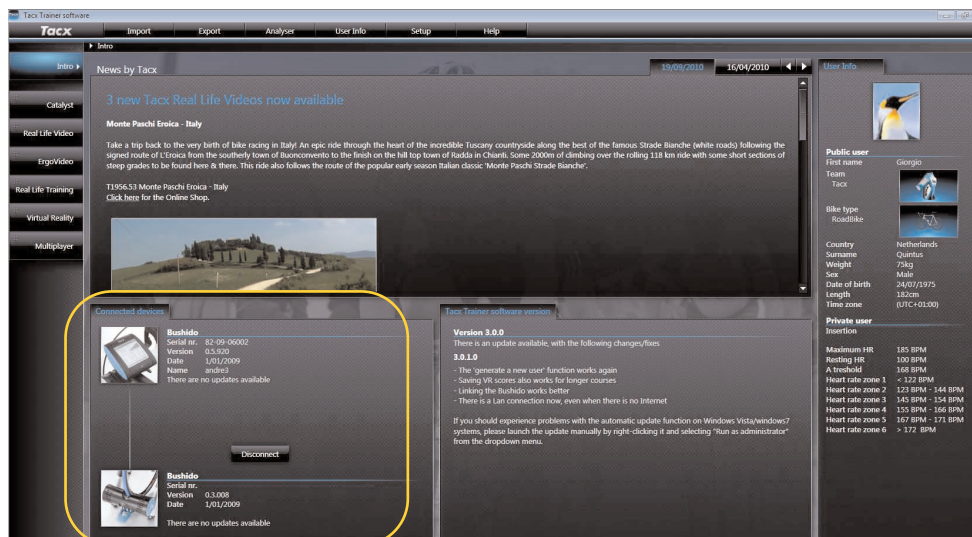 Tacx Trainer software
Tacx Import Export Analyser User Info Setup Help
Intro
Intro
Catalyst
Real Life Video
ErgoVideo
Real Life Training
Virtual Reality
Multiplayer
News by Tacx
19/09/2010 16/04/2010
3 new Tacx Real Life Videos now available
Monte Paschi Eroica - Italy
Take a trip back to the very birth of bike racing in Italy! An epic ride through the heart of the incredible Tuscany countryside along the best of the famous Strade Bianche (white roads) following the
signed route of L'Eroica from the southerly town of Buonconvento to the finish on the hill top town of Radda in Chianti. Some 2000m of climbing over the rolling 118 km ride with some short sections of
steep grades to be found here & there. This ride also follows the route of the popular early season Italian classic 'Monte Paschi Strade Bianche'.
T1956.53 Monte Paschi Eroica - Italy
Click here for the Online Shop.
Connected devices
Bushido
Serial nr. 82-09-06002
Version 0.5.920
Date 1/01/2009
Name andre3
There are no updates available
Disconnect
Bushido
Serial nr.
Version 0.3.008
Date 1/01/2009
There are no updates available
Tacx Trainer software version
Version 3.0.0
There is an update available, with the following changes/fixes
3.0.1.0
- The 'generate a new user' function works again
- Saving VR scores also works for longer courses
- Linking the Bushido works better
- There is a Lan connection now, even when there is no Internet
If you should experience problems with the automatic update function on Windows Vista/windows7
systems, please launch the update manually by right-clicking it and selecting "Run as administrator"
from the dropdown menu.
User Info
Public user
First name Giorgio
Team
Tacx
Bike type
RoadBike
Country Netherlands
Surname Quintus
Weight 75kg
Sex Male
Date of birth 24/07/1975
Length 182cm
Time zone (UTC+01:00)
Private user
Insertion
Maximum HR 185 BPM
Resting HR 100 BPM
A treshold 168 BPM
Heart rate zone 1 < 122 BPM
Heart rate zone 2 123 BPM - 144 BPM
Heart rate zone 3 145 BPM - 154 BPM
Heart rate zone 4 155 BPM - 166 BPM
Heart rate zone 5 167 BPM - 171 BPM
Heart rate zone 6 > 172 BPM